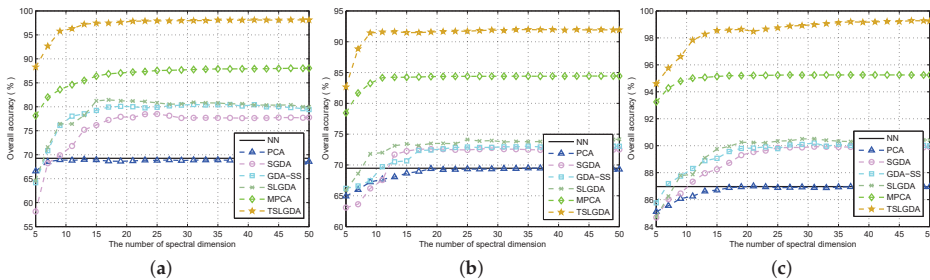 100
95
90
85
80
75
70
65
60
55
5 10 15 20 25 30 35 40 45 50
Overall accuracy ( % )
The number of spectral dimension
NN
PCA
SGDA
GDA−SS
SLGDA
MPCA
TSLGDA
(a)
95
90
85
80
75
70
65
60
5 10 15 20 25 30 35 40 45 50
Overall accuracy ( % )
The number of spectral dimension
NN
PCA
SGDA
GDA−SS
SLGDA
MPCA
TSLGDA
(b)
100
98
96
94
92
90
88
86
84
5 10 15 20 25 30 35 40 45 50
Overall accuracy ( % )
The number of spectral dimension
NN
PCA
SGDA
GDA−SS
SLGDA
MPCA
TSLGDA
(c)